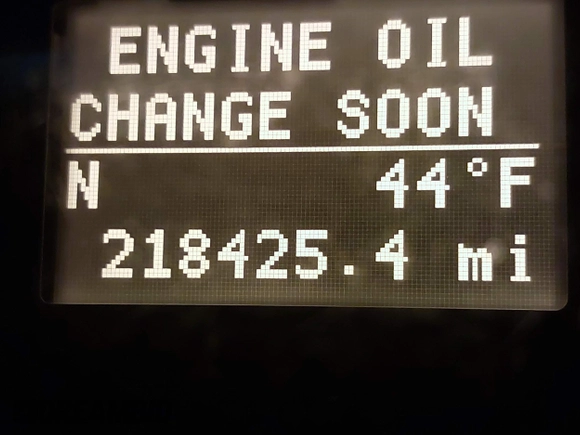 ENGINE OIL
CHANGE SOON
N 44°F
218425.4 mi